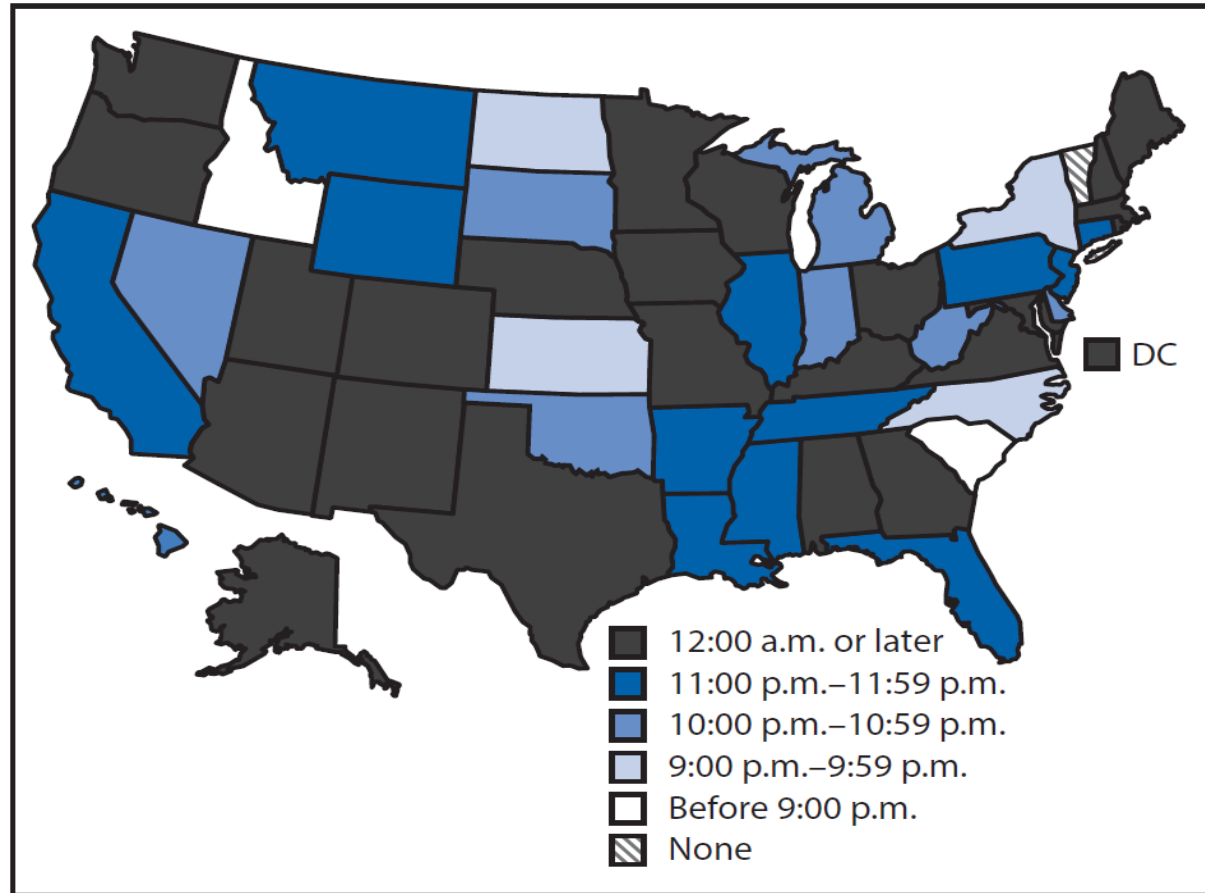 DC
12:00 a.m. or later
11:00 p.m.–11:59 p.m.
10:00 p.m.–10:59 p.m.
9:00 p.m.–9:59 p.m.
Before 9:00 p.m.
None